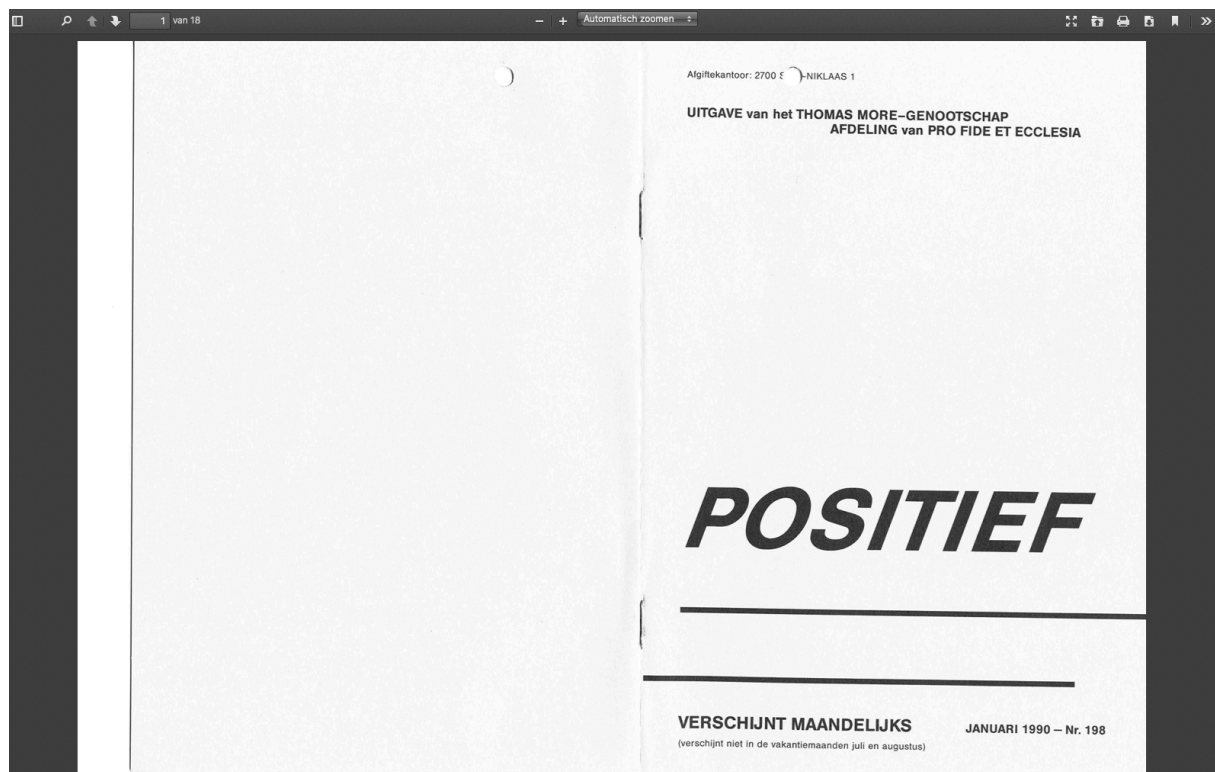 1 van 18
Automatisch zoomen
Afgiftekantoor: 2700 S -NIKLAAS 1
UITGAVE van het THOMAS MORE–GENOOTSCHAP
AFDELING van PRO FIDE ET ECCLESIA
POSITIEF
VERSCHIJNT MAANDELIJKS
JANUARI 1990 – Nr. 198
(verschijnt niet in de vakantiemaanden juli en augustus)